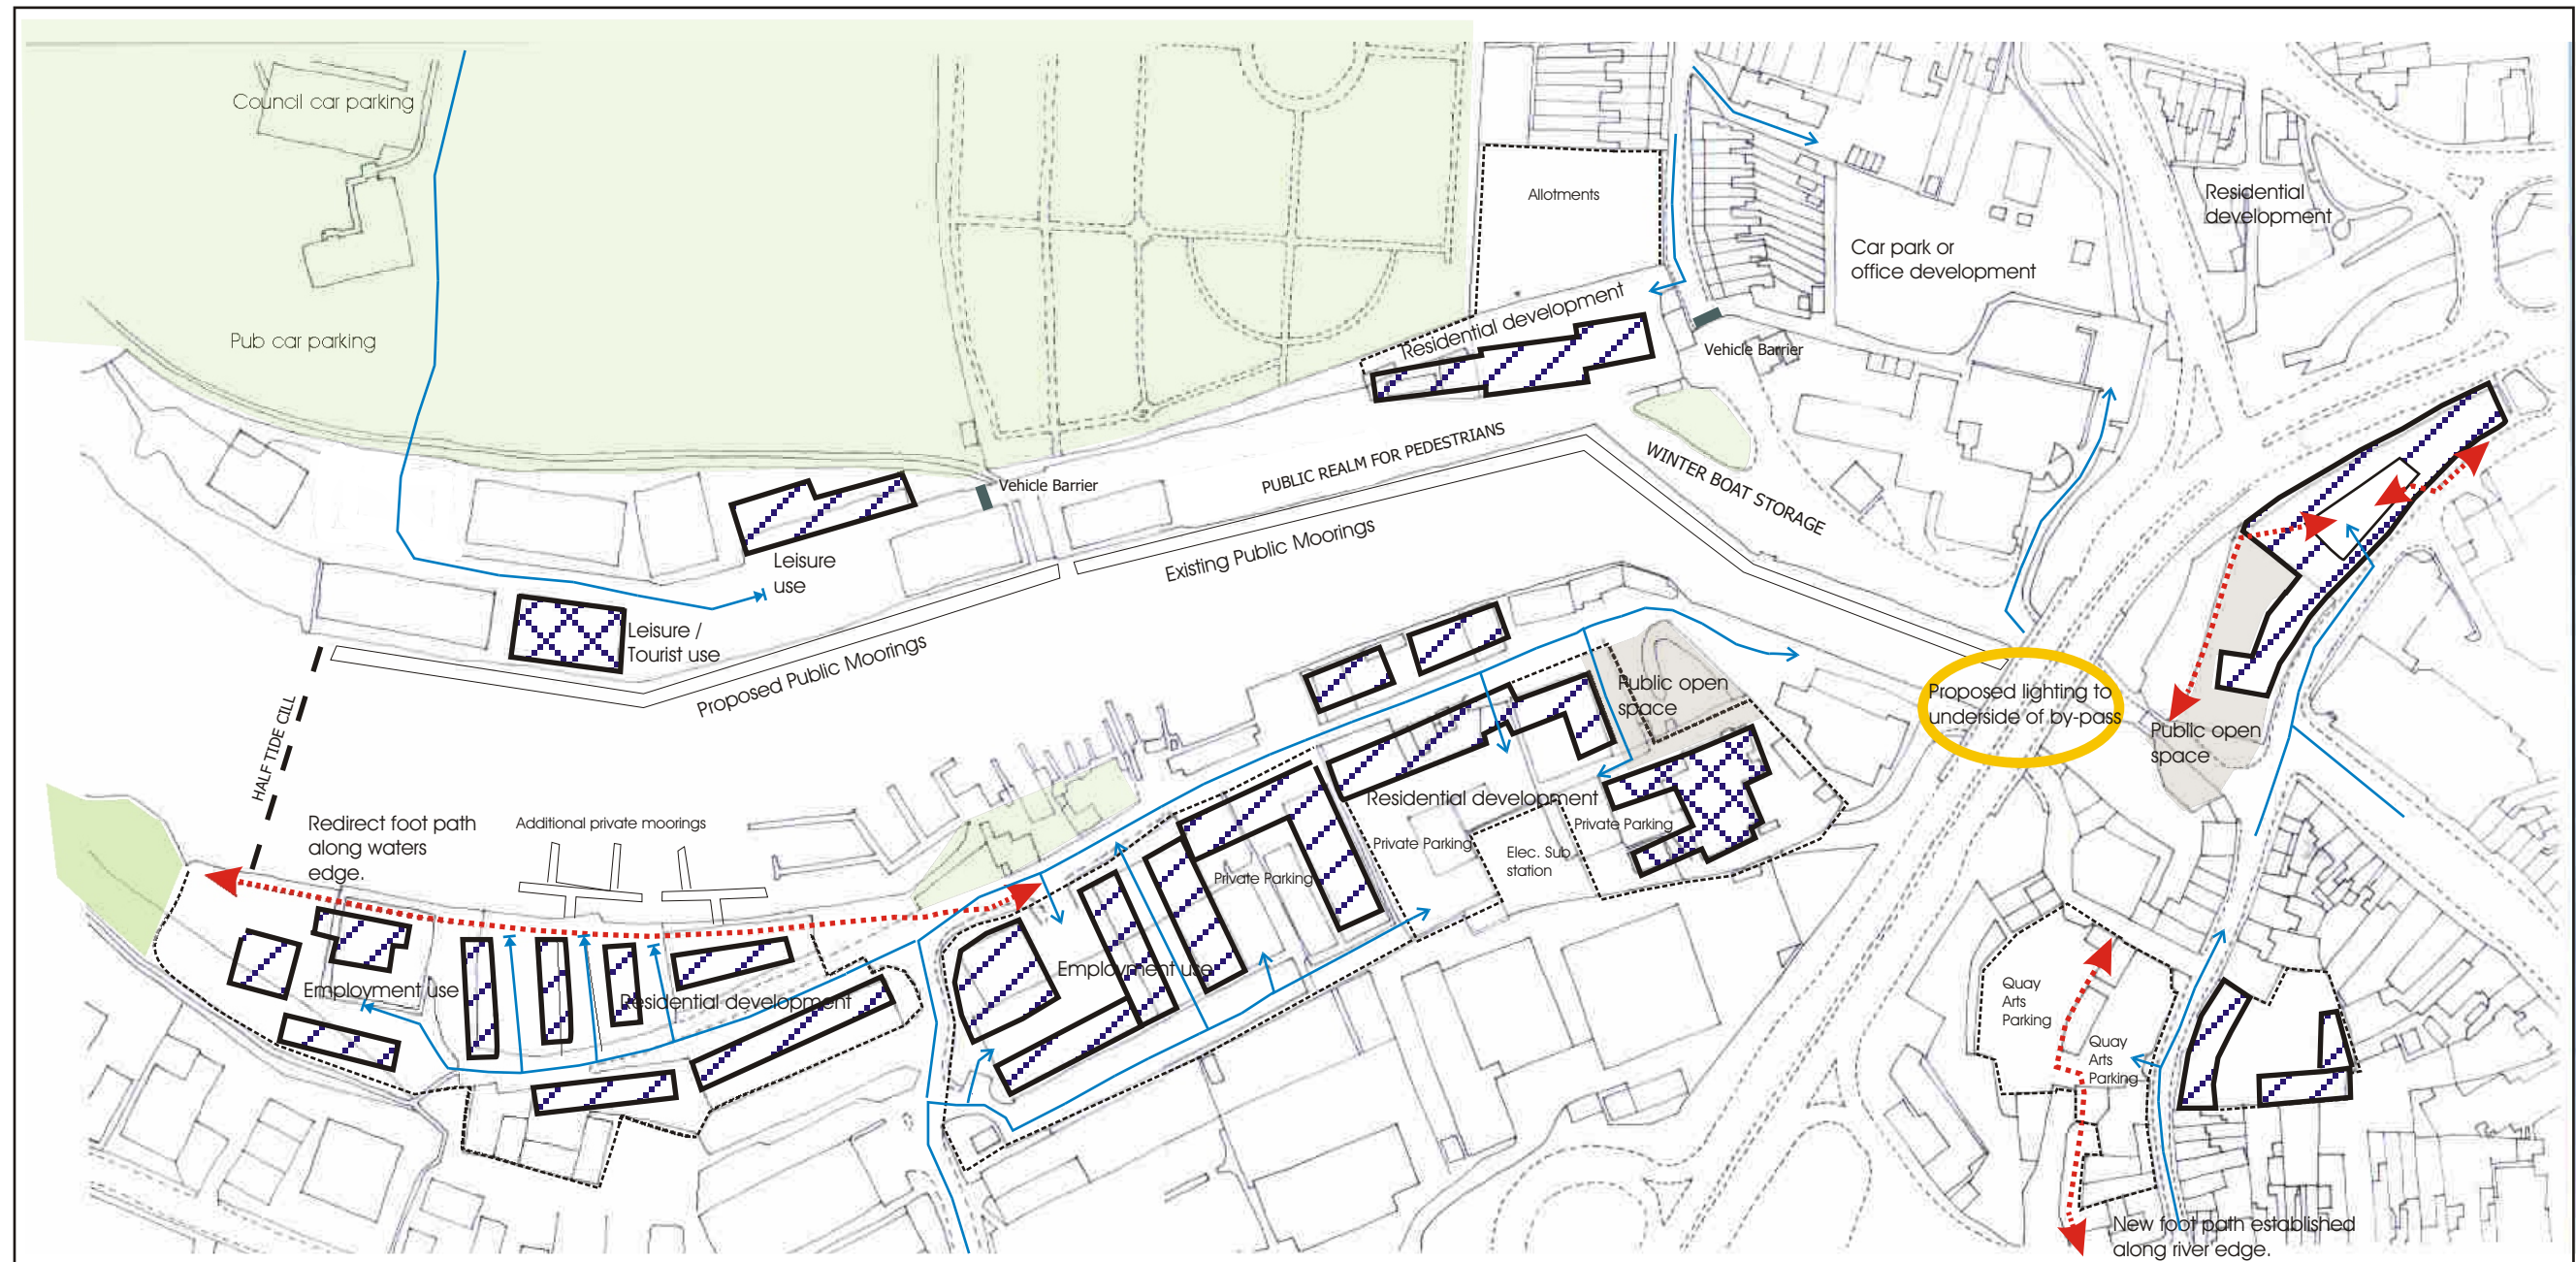 Council car parking
Pub car parking
Allotments
Residential
development
Car park or
office development
Residential development
Vehicle Barrier
Vehicle Barrier
PUBLIC REALM FOR PEDESTRIANS
WINTER BOAT STORAGE
Existing Public Moorings
Leisure
use
Leisure /
Tourist use
Proposed Public Moorings
HALF TIDE CILL
Public open
space
Proposed lighting to
underside of by-pass
Public open
space
Redirect foot path
along waters
edge.
Additional private moorings
Residential development
Private Parking
Private Parking
Elec. Sub
station
Private Parking
Employment use
Employment use
Residential development
Quay
Arts
Parking
Quay
Arts
Parking
New foot path established
along river edge.